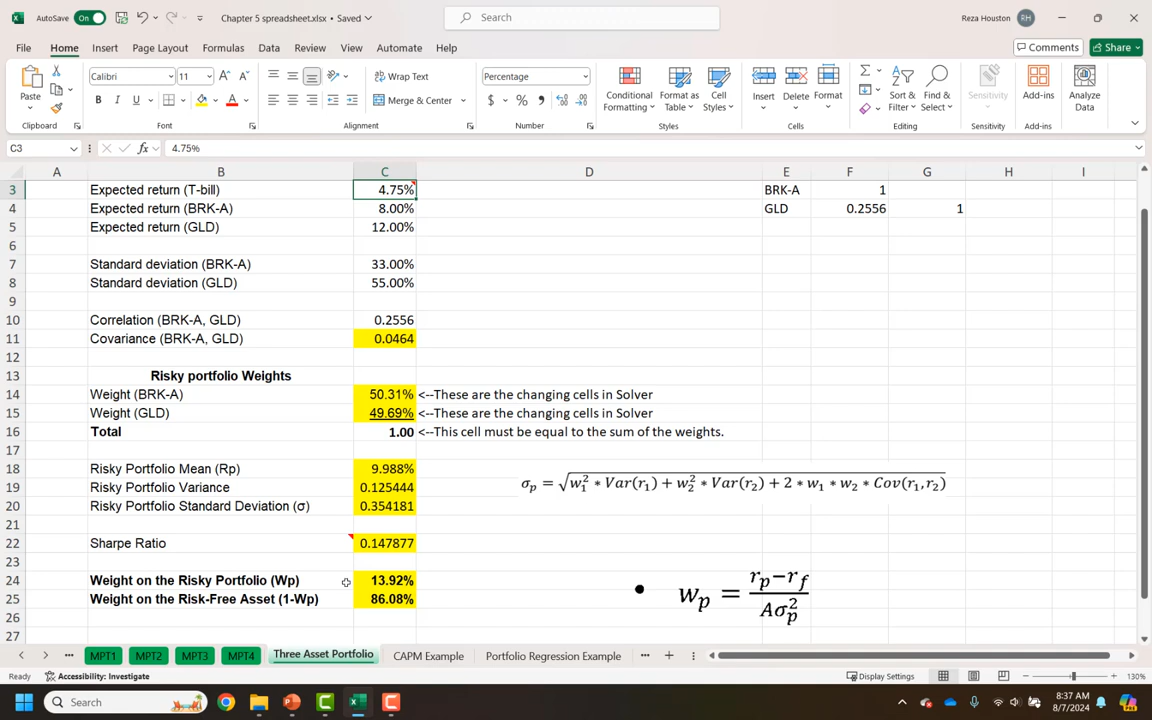 AutoSave On Chapter 5 spreadsheet.xlsx • Saved Search Reza Houston RH
File Home Insert Page Layout Formulas Data Review View Automate Help Comments Share
Paste Calibri 11 A A B I U A Wrap Text Merge & Center Percentage $ % 9 Conditional Formatting Format as Table Cell Styles Insert Delete Format Sort & Filter Find & Select Sensitivity Add-ins Analyze Data
Clipboard Font Alignment Number Styles Cells Editing Sensitivity Add-ins
C3 fx 4.75%
A B C D E F G H I
3 Expected return (T-bill) 4.75% BRK-A 1
4 Expected return (BRK-A) 8.00% GLD 0.2556 1
5 Expected return (GLD) 12.00%
6
7 Standard deviation (BRK-A) 33.00%
8 Standard deviation (GLD) 55.00%
9
10 Correlation (BRK-A, GLD) 0.2556
11 Covariance (BRK-A, GLD) 0.0464
12
13 Risky portfolio Weights
14 Weight (BRK-A) 50.31% <--These are the changing cells in Solver
15 Weight (GLD) 49.69% <--These are the changing cells in Solver
16 Total 1.00 <--This cell must be equal to the sum of the weights.
17
18 Risky Portfolio Mean (Rp) 9.988%
19 Risky Portfolio Variance 0.125444 σp = √w₁² * Var(r₁) + w₂² * Var(r₂) + 2 * w₁ * w₂ * Cov(r₁,r₂)
20 Risky Portfolio Standard Deviation (σ) 0.354181
21
22 Sharpe Ratio 0.147877
23
24 Weight on the Risky Portfolio (Wp) 13.92% • wp = rp−rf / Aσp²
25 Weight on the Risk-Free Asset (1-Wp) 86.08%
26
27
MPT1 MPT2 MPT3 MPT4 Three Asset Portfolio CAPM Example Portfolio Regression Example
Ready Accessibility: Investigate Display Settings 130%
Search 8:37 AM
8/7/2024